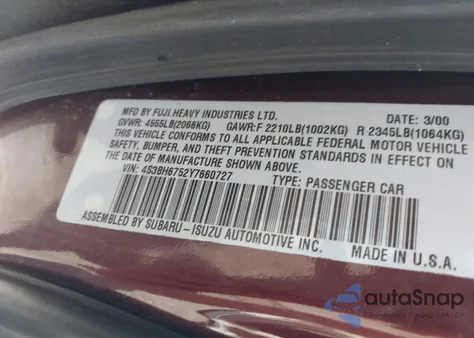 MFD BY FUJI HEAVY INDUSTRIES LTD. DATE: 3/00
GVWR: 4555LB(2066KG) GAWR:F 2210LB(1002KG) R 2345LB(1064KG)
THIS VEHICLE CONFORMS TO ALL APPLICABLE FEDERAL MOTOR VEHICLE
SAFETY, BUMPER, AND THEFT PREVENTION STANDARDS IN EFFECT ON
THE DATE OF MANUFACTURE SHOWN ABOVE.
VIN: 4S3BH6752Y7660727 TYPE: PASSENGER CAR
ASSEMBLED BY SUBARU-ISUZU AUTOMOTIVE INC. MADE IN U.S.A.
autoSnap